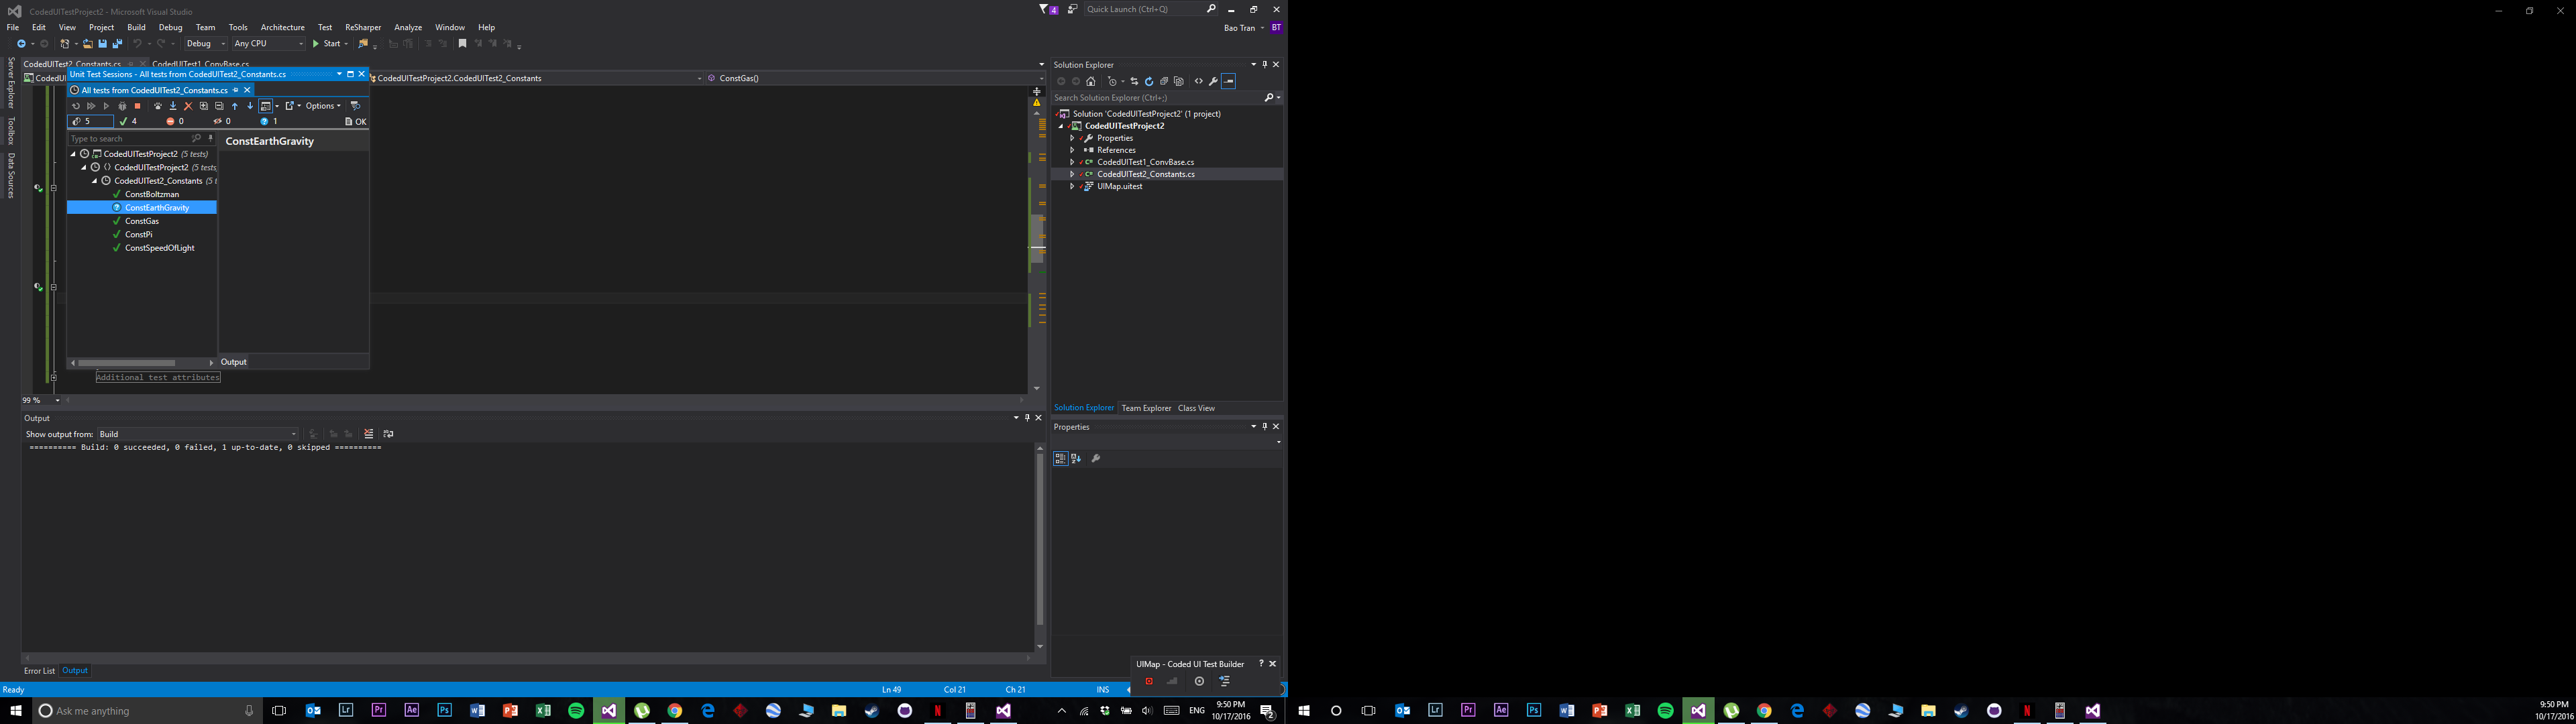 CodedUITestProject2 - Microsoft Visual Studio
4
Quick Launch (Ctrl+Q)
File Edit View Project Build Debug Team Tools Architecture Test ReSharper Analyze Window Help
Bao Tran BT
Debug Any CPU Start
Server Explorer
Toolbox
Data Sources
CodedUITest2_Constants.cs CodedUITest1_ConvBase.cs
CodedUITestProject2.CodedUITest2_Constants ConstGas()
Unit Test Sessions - All tests from CodedUITest2_Constants.cs
All tests from CodedUITest2_Constants.cs
Options
5 4 0 0 1 OK
Type to search
ConstEarthGravity
CodedUITestProject2 (5 tests)
CodedUITestProject2 (5 tests
CodedUITest2_Constants (5 t
ConstBoltzman
ConstEarthGravity
ConstGas
ConstPi
ConstSpeedOfLight
Output
Additional test attributes
99 %
Output
Show output from: Build
========== Build: 0 succeeded, 0 failed, 1 up-to-date, 0 skipped ==========
Error List Output
Solution Explorer
Search Solution Explorer (Ctrl+;)
Solution 'CodedUITestProject2' (1 project)
CodedUITestProject2
Properties
References
CodedUITest1_ConvBase.cs
CodedUITest2_Constants.cs
UIMap.uitest
Solution Explorer Team Explorer Class View
Properties
UIMap - Coded UI Test Builder
Ready Ln 49 Col 21 Ch 21 INS
Ask me anything
ENG
9:50 PM
10/17/2016
2
9:50 PM
10/17/2016